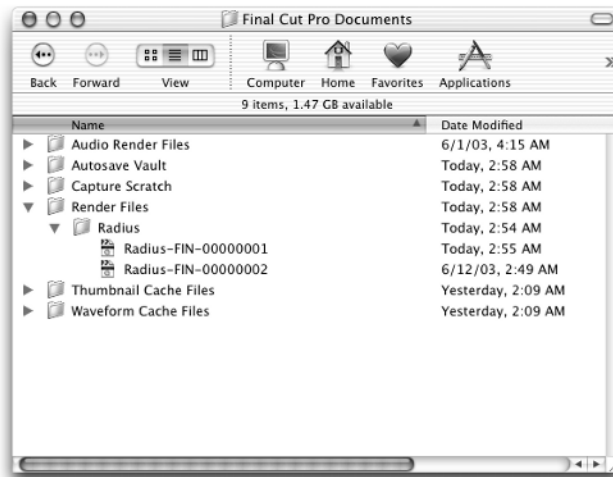 Final Cut Pro Documents
Back Forward View Computer Home Favorites Applications »
9 items, 1.47 GB available
Name Date Modified
Audio Render Files 6/1/03, 4:15 AM
Autosave Vault Today, 2:58 AM
Capture Scratch Today, 2:58 AM
Render Files Today, 2:58 AM
Radius Today, 2:54 AM
Radius-FIN-00000001 Today, 2:55 AM
Radius-FIN-00000002 6/12/03, 2:49 AM
Thumbnail Cache Files Yesterday, 2:09 AM
Waveform Cache Files Yesterday, 2:09 AM